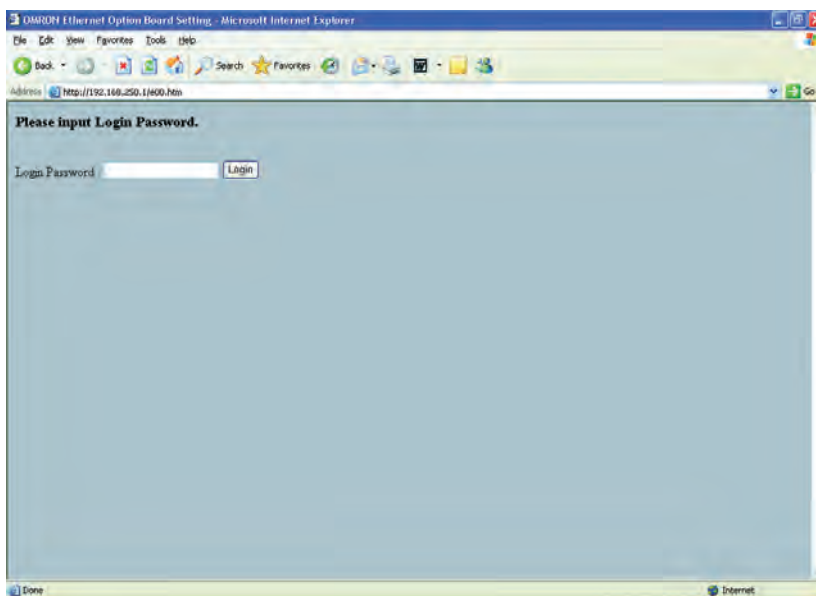 OMRON Ethernet Option Board Setting - Microsoft Internet Explorer
File Edit View Favorites Tools Help
Back Search Favorites
Address http://192.168.250.1/e00.htm Go
Please input Login Password.
Login Password Login
Done Internet